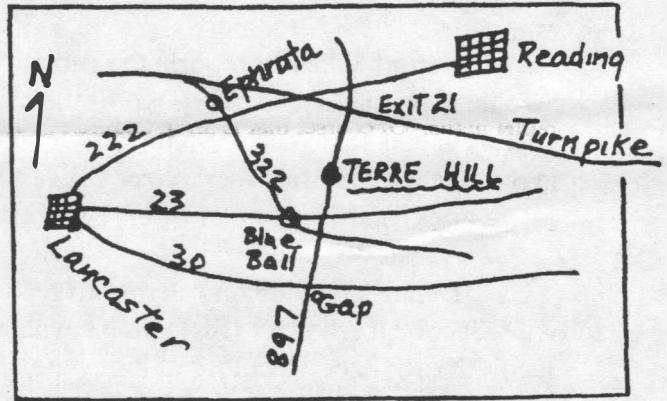 N
Ephrata
Reading
Exit 21
Turnpike
222
322
TERRE HILL
23
Blue
Ball
Lancaster
30
Gap
897